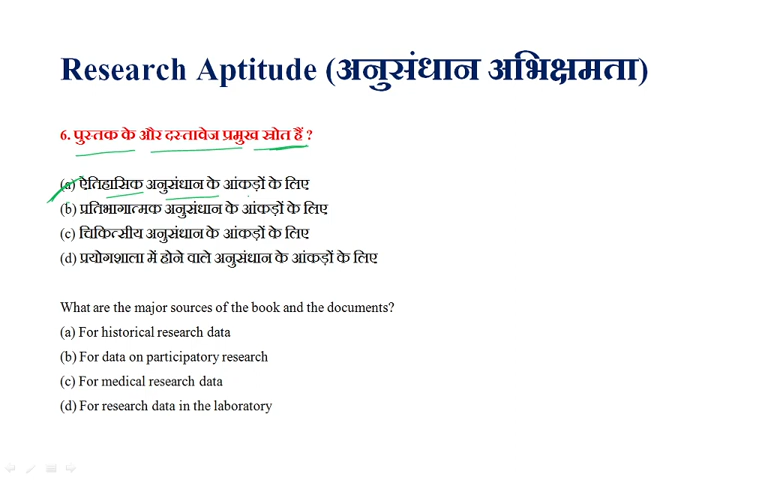 Research Aptitude (अनुसंधान अभिक्षमता)
6. पुस्तक के और दस्तावेज प्रमुख स्रोत हैं ?
(a) ऐतिहासिक अनुसंधान के आंकड़ों के लिए
(b) प्रतिभागात्मक अनुसंधान के आंकड़ों के लिए
(c) चिकित्सीय अनुसंधान के आंकड़ों के लिए
(d) प्रयोगशाला में होने वाले अनुसंधान के आंकड़ों के लिए
What are the major sources of the book and the documents?
(a) For historical research data
(b) For data on participatory research
(c) For medical research data
(d) For research data in the laboratory